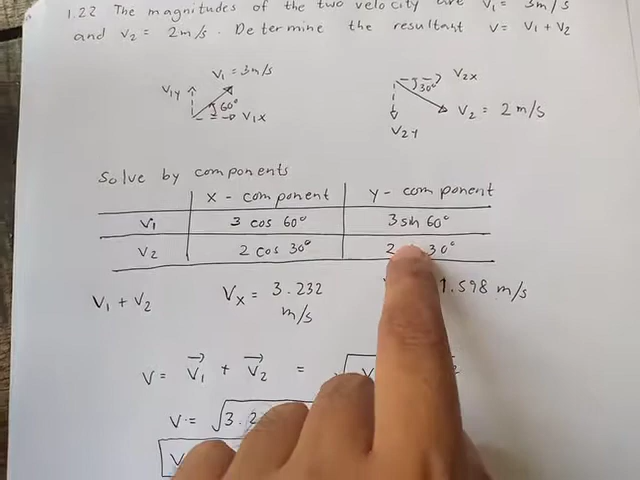 1.22 The magnitudes of the two velocity are V₁ = 3m/s
and V₂ = 2m/s. Determine the resultant V = V₁ + V₂
V₁ = 3m/s
V₁y
60°
V₁x
V₂x
30°
V₂ = 2m/s
V₂y
Solve by components
X - component Y - component
V₁ 3 cos 60° 3 sin 60°
V₂ 2 cos 30° 2 30°
V₁ + V₂ Vx = 3.232 m/s 1.598 m/s
V = V₁ + V₂ = √
V = √3.2
V